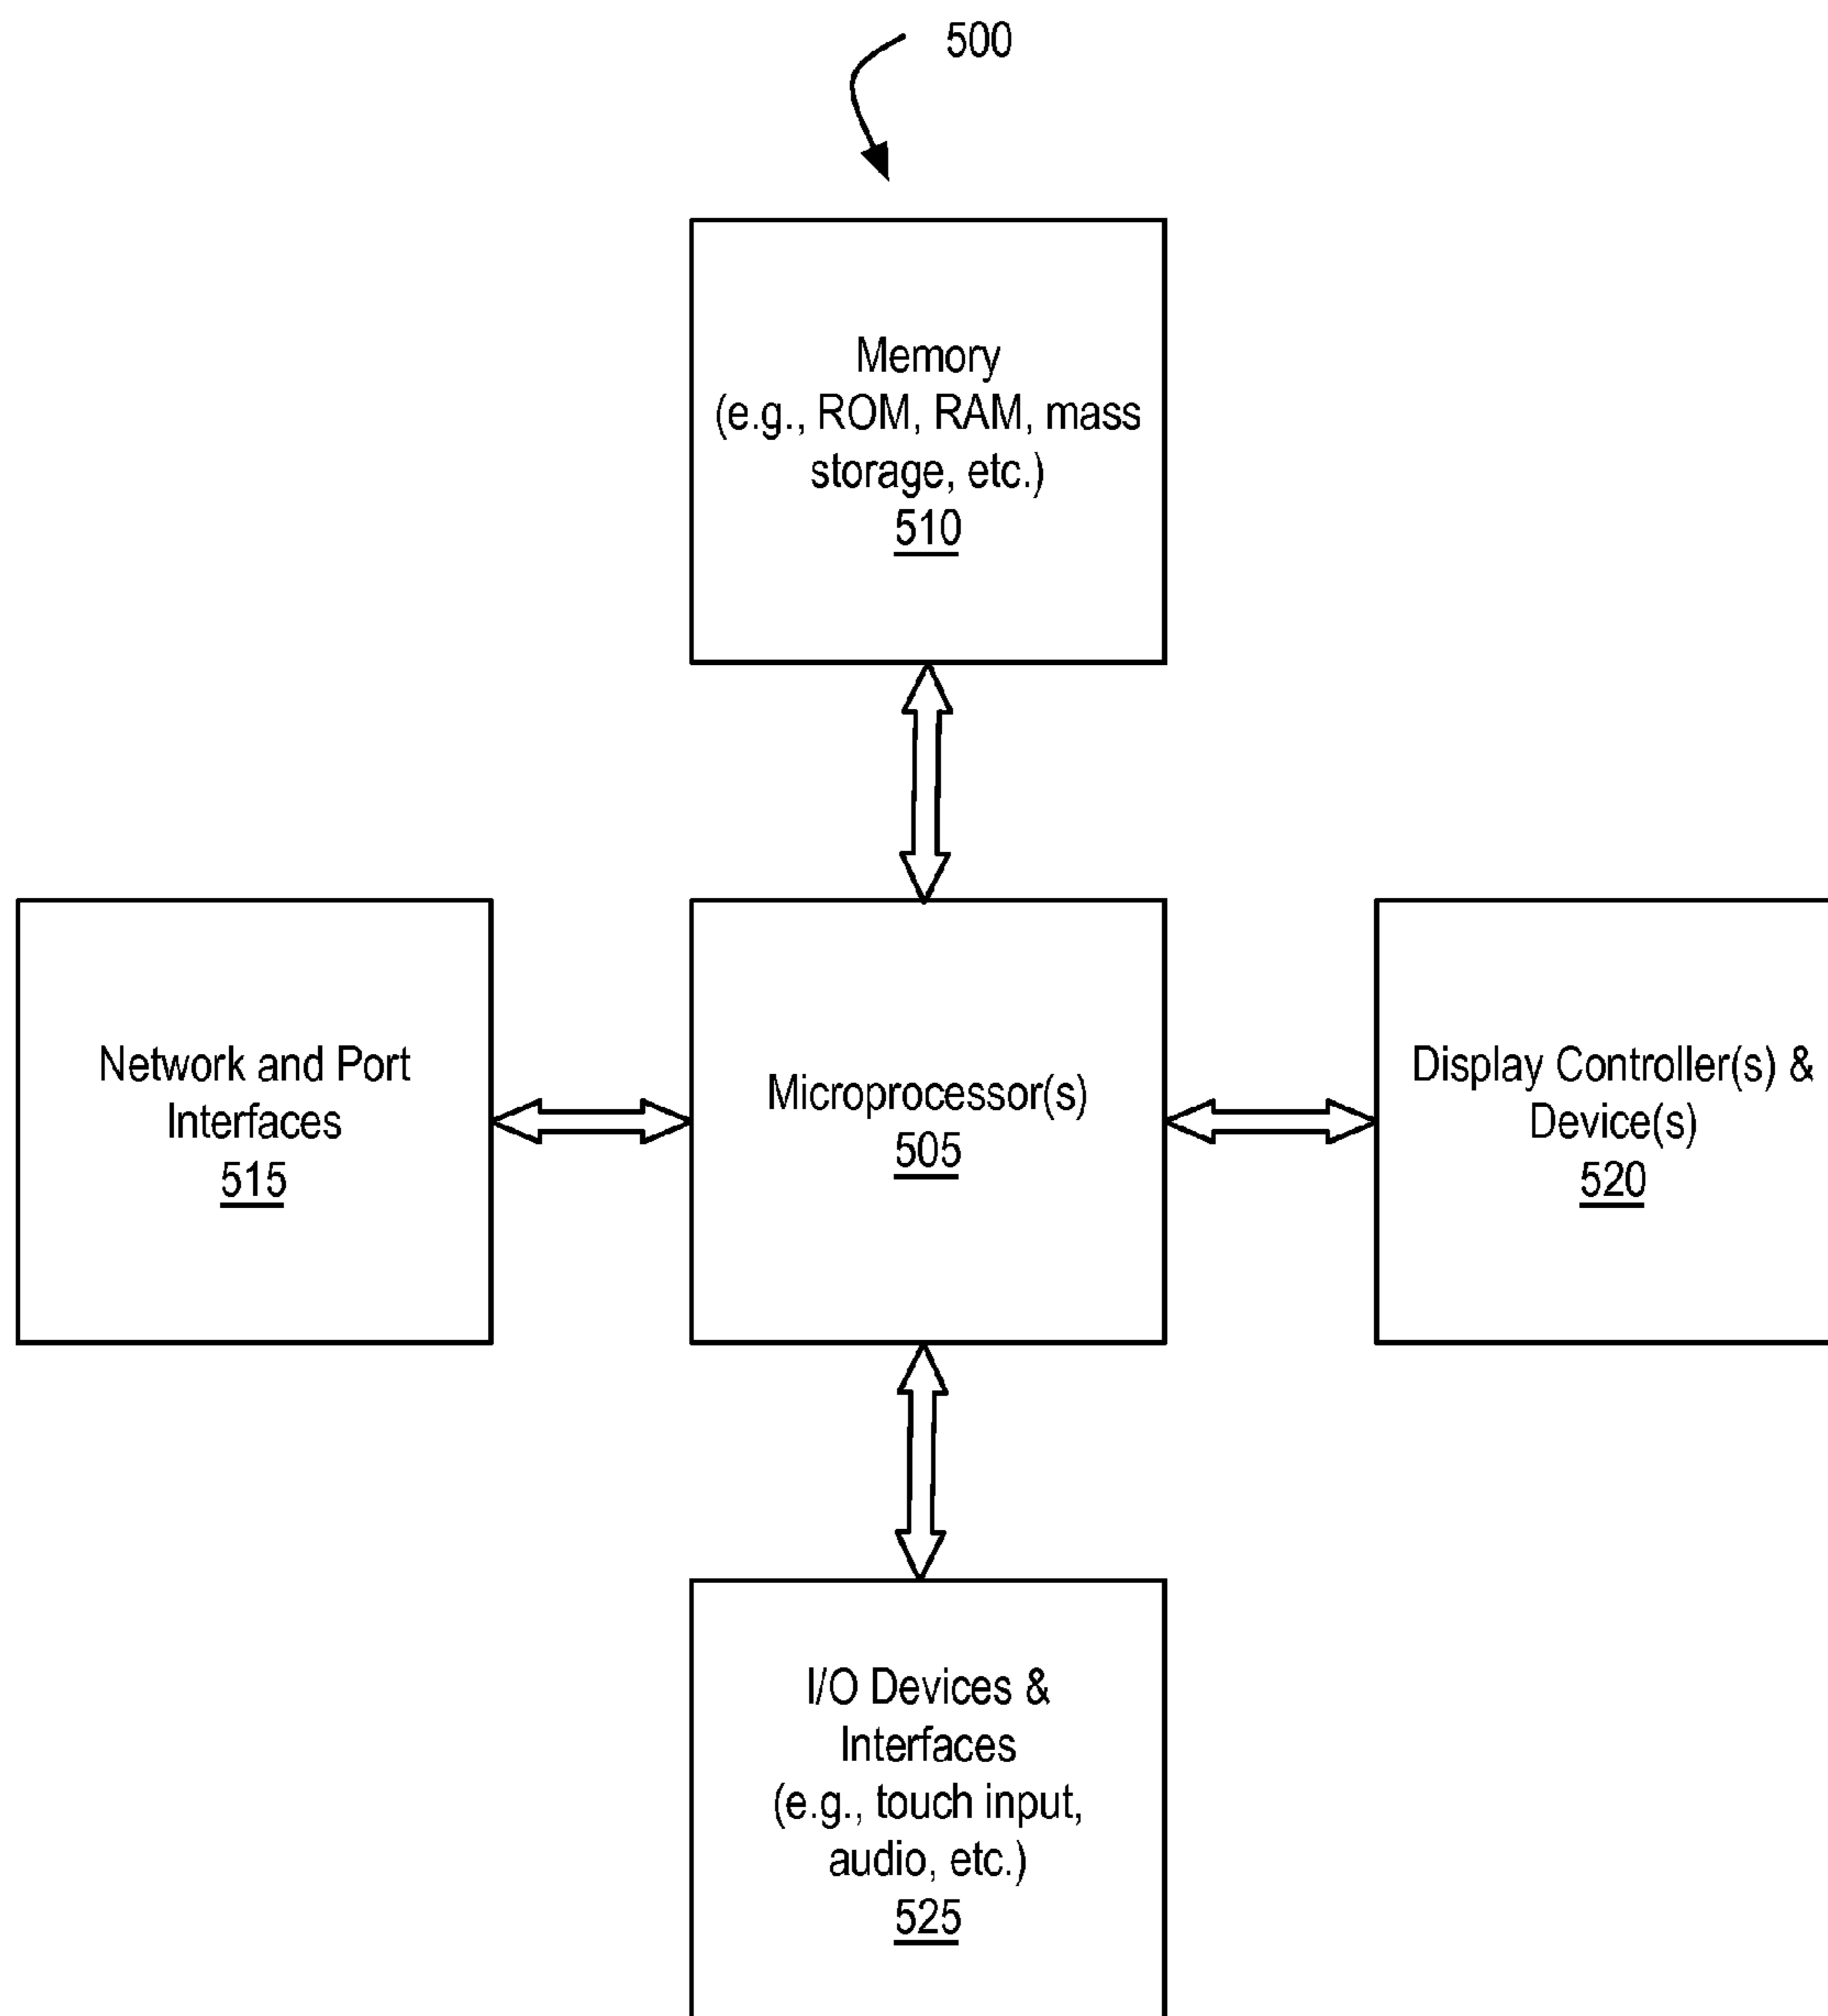 500
Memory
(e.g., ROM, RAM, mass
storage, etc.)
510
Network and Port
Interfaces
515
Microprocessor(s)
505
Display Controller(s) &
Device(s)
520
I/O Devices &
Interfaces
(e.g., touch input,
audio, etc.)
525